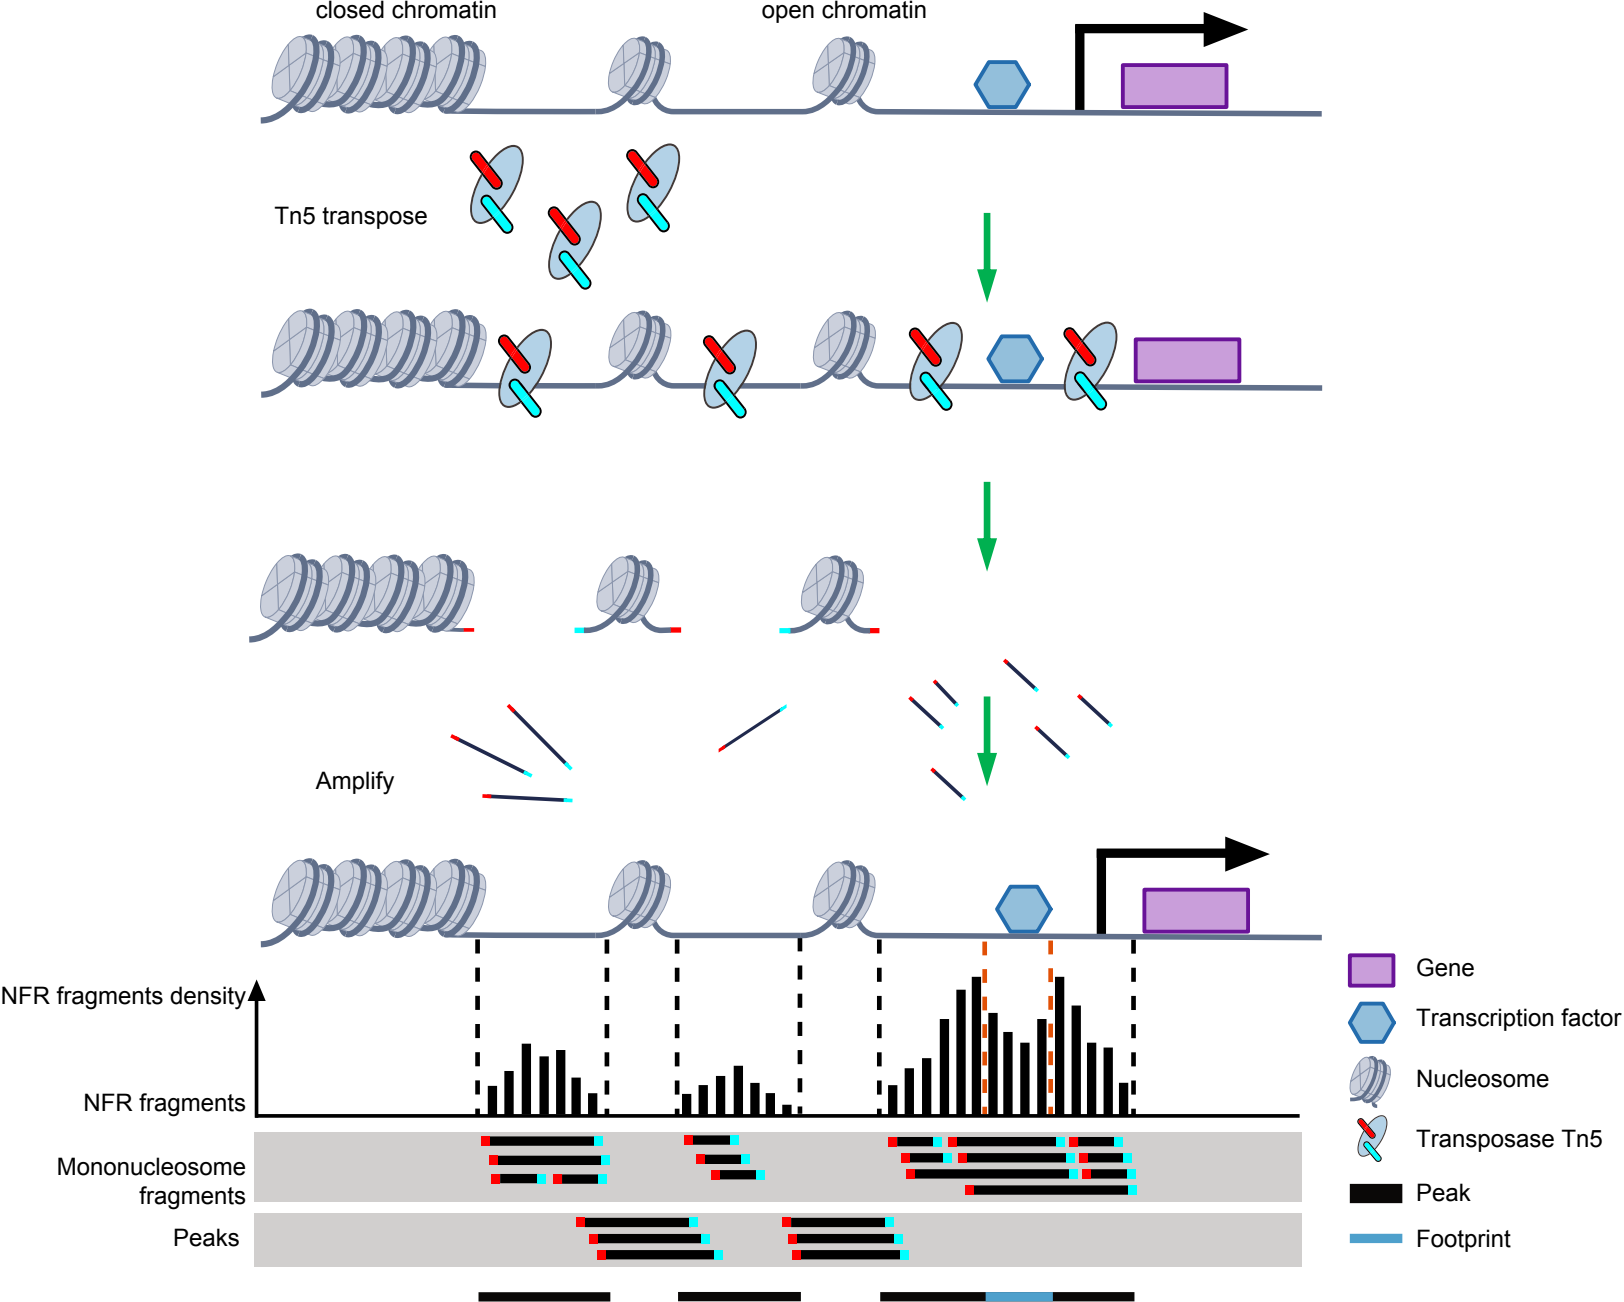 closed chromatin
open chromatin
Tn5 transpose
Amplify
NFR fragments density
NFR fragments
Mononucleosome
fragments
Peaks
Gene
Transcription factor
Nucleosome
Transposase Tn5
Peak
Footprint